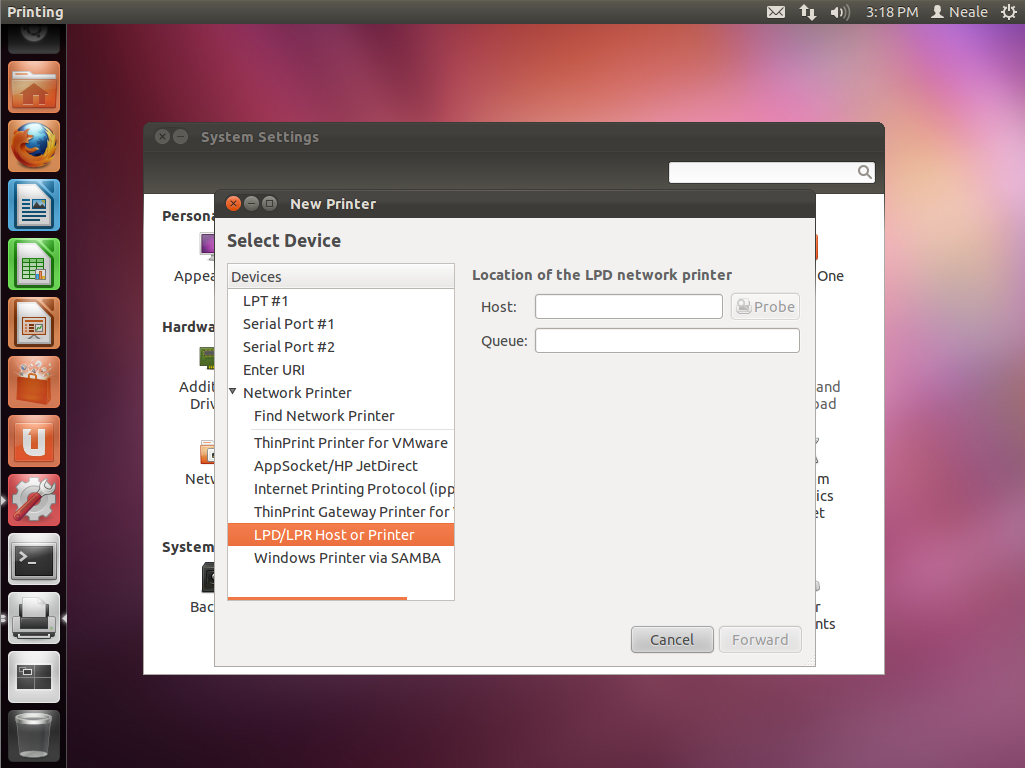 Printing
3:18 PM
Neale
System Settings
New Printer
Select Device
Devices
LPT #1
Serial Port #1
Serial Port #2
Enter URI
Network Printer
Find Network Printer
ThinPrint Printer for VMware
AppSocket/HP JetDirect
Internet Printing Protocol (ipp
ThinPrint Gateway Printer for
LPD/LPR Host or Printer
Windows Printer via SAMBA
Location of the LPD network printer
Host:
Probe
Queue:
Cancel
Forward
Persona
Appea
One
Hardwa
Addit
Driv
and
oad
Netw
m
ics
et
System
Bac
r
nts